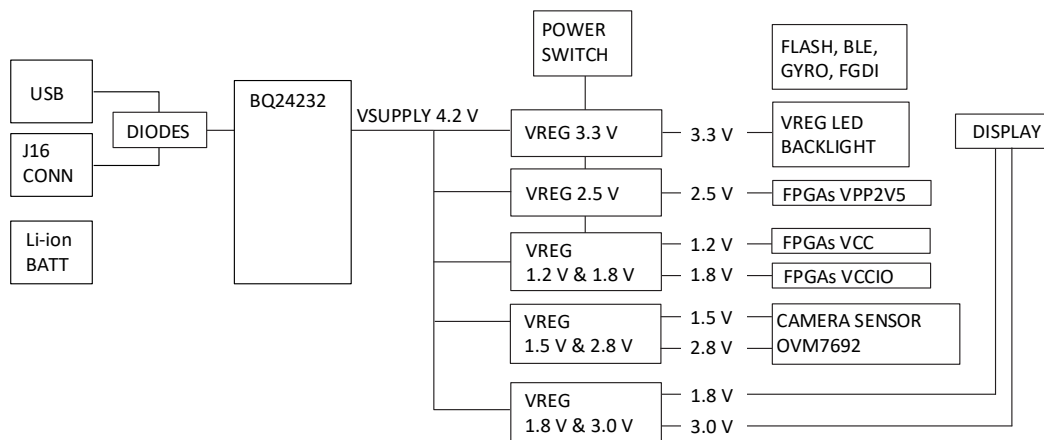 POWER
SWITCH
FLASH, BLE,
GYRO, FGDI
USB
BQ24232
VSUPPLY 4.2 V
DIODES
VREG 3.3 V
3.3 V
VREG LED
BACKLIGHT
DISPLAY
J16
CONN
VREG 2.5 V
2.5 V
FPGAs VPP2V5
Li-ion
BATT
VREG
1.2 V & 1.8 V
1.2 V
FPGAs VCC
1.8 V
FPGAs VCCIO
VREG
1.5 V & 2.8 V
1.5 V
2.8 V
CAMERA SENSOR
OVM7692
VREG
1.8 V & 3.0 V
1.8 V
3.0 V